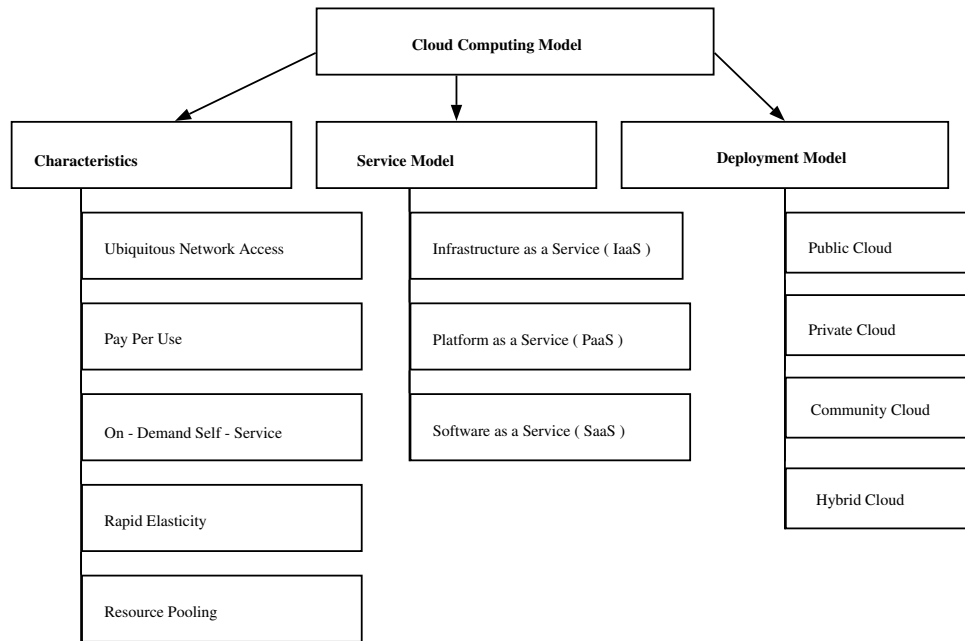 Cloud Computing Model
Characteristics
Ubiquitous Network Access
Pay Per Use
On - Demand Self - Service
Rapid Elasticity
Resource Pooling
Service Model
Infrastructure as a Service ( IaaS )
Platform as a Service ( PaaS )
Software as a Service ( SaaS )
Deployment Model
Public Cloud
Private Cloud
Community Cloud
Hybrid Cloud